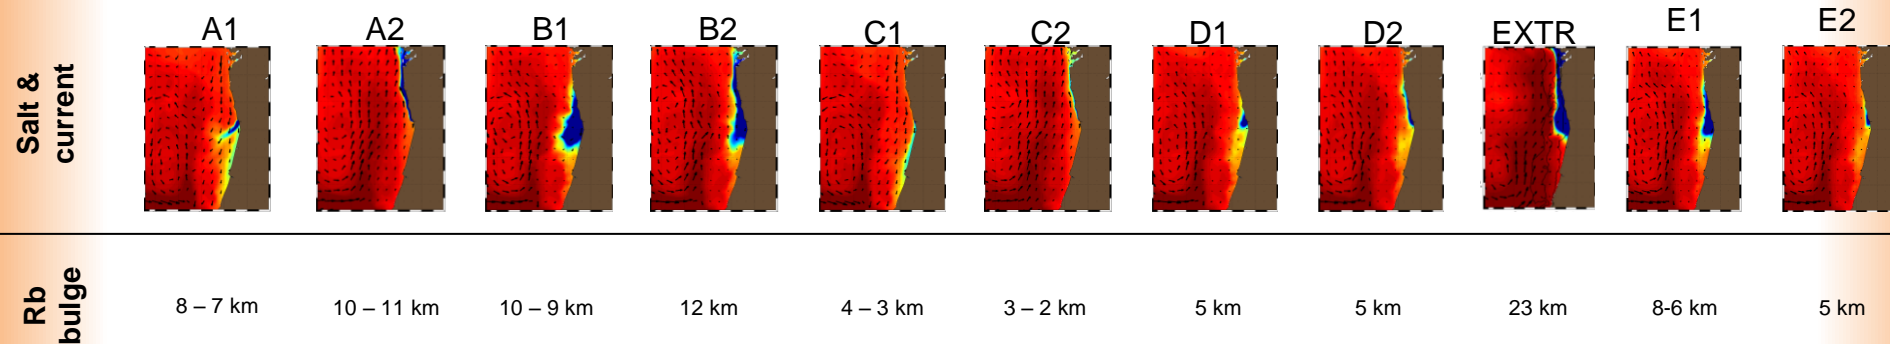 A1 A2 B1 B2 C1 C2 D1 D2 EXTR E1 E2
Salt &
current
Rb
bulge
8 – 7 km 10 – 11 km 10 – 9 km 12 km 4 – 3 km 3 – 2 km 5 km 5 km 23 km 8-6 km 5 km